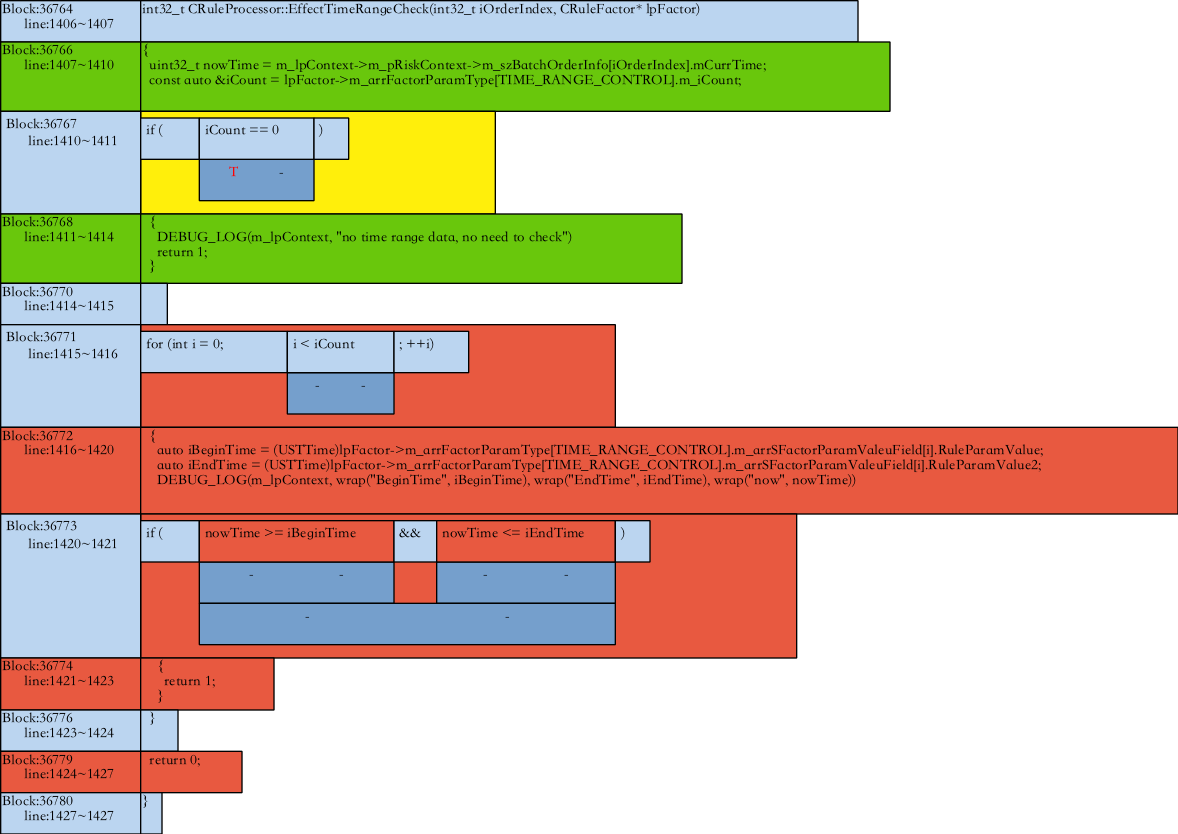 Block:36764
line:1406~1407
int32_t CRuleProcessor::EffectTimeRangeCheck(int32_t iOrderIndex, CRuleFactor* lpFactor)
Block:36766
line:1407~1410
{
uint32_t nowTime = m_lpContext->m_pRiskContext->m_szBatchOrderInfo[iOrderIndex].mCurrTime;
const auto &iCount = lpFactor->m_arrFactorParamType[TIME_RANGE_CONTROL].m_iCount;
Block:36767
line:1410~1411
if ( iCount == 0 )
T -
Block:36768
line:1411~1414
{
DEBUG_LOG(m_lpContext, "no time range data, no need to check")
return 1;
}
Block:36770
line:1414~1415
Block:36771
line:1415~1416
for (int i = 0; i < iCount ; ++i)
- -
Block:36772
line:1416~1420
{
auto iBeginTime = (USTTime)lpFactor->m_arrFactorParamType[TIME_RANGE_CONTROL].m_arrSFactorParamValeuField[i].RuleParamValue;
auto iEndTime = (USTTime)lpFactor->m_arrFactorParamType[TIME_RANGE_CONTROL].m_arrSFactorParamValeuField[i].RuleParamValue2;
DEBUG_LOG(m_lpContext, wrap("BeginTime", iBeginTime), wrap("EndTime", iEndTime), wrap("now", nowTime))
Block:36773
line:1420~1421
if ( nowTime >= iBeginTime && nowTime <= iEndTime )
- - - -
- -
Block:36774
line:1421~1423
{
return 1;
}
Block:36776
line:1423~1424
}
Block:36779
line:1424~1427
return 0;
Block:36780
line:1427~1427
}